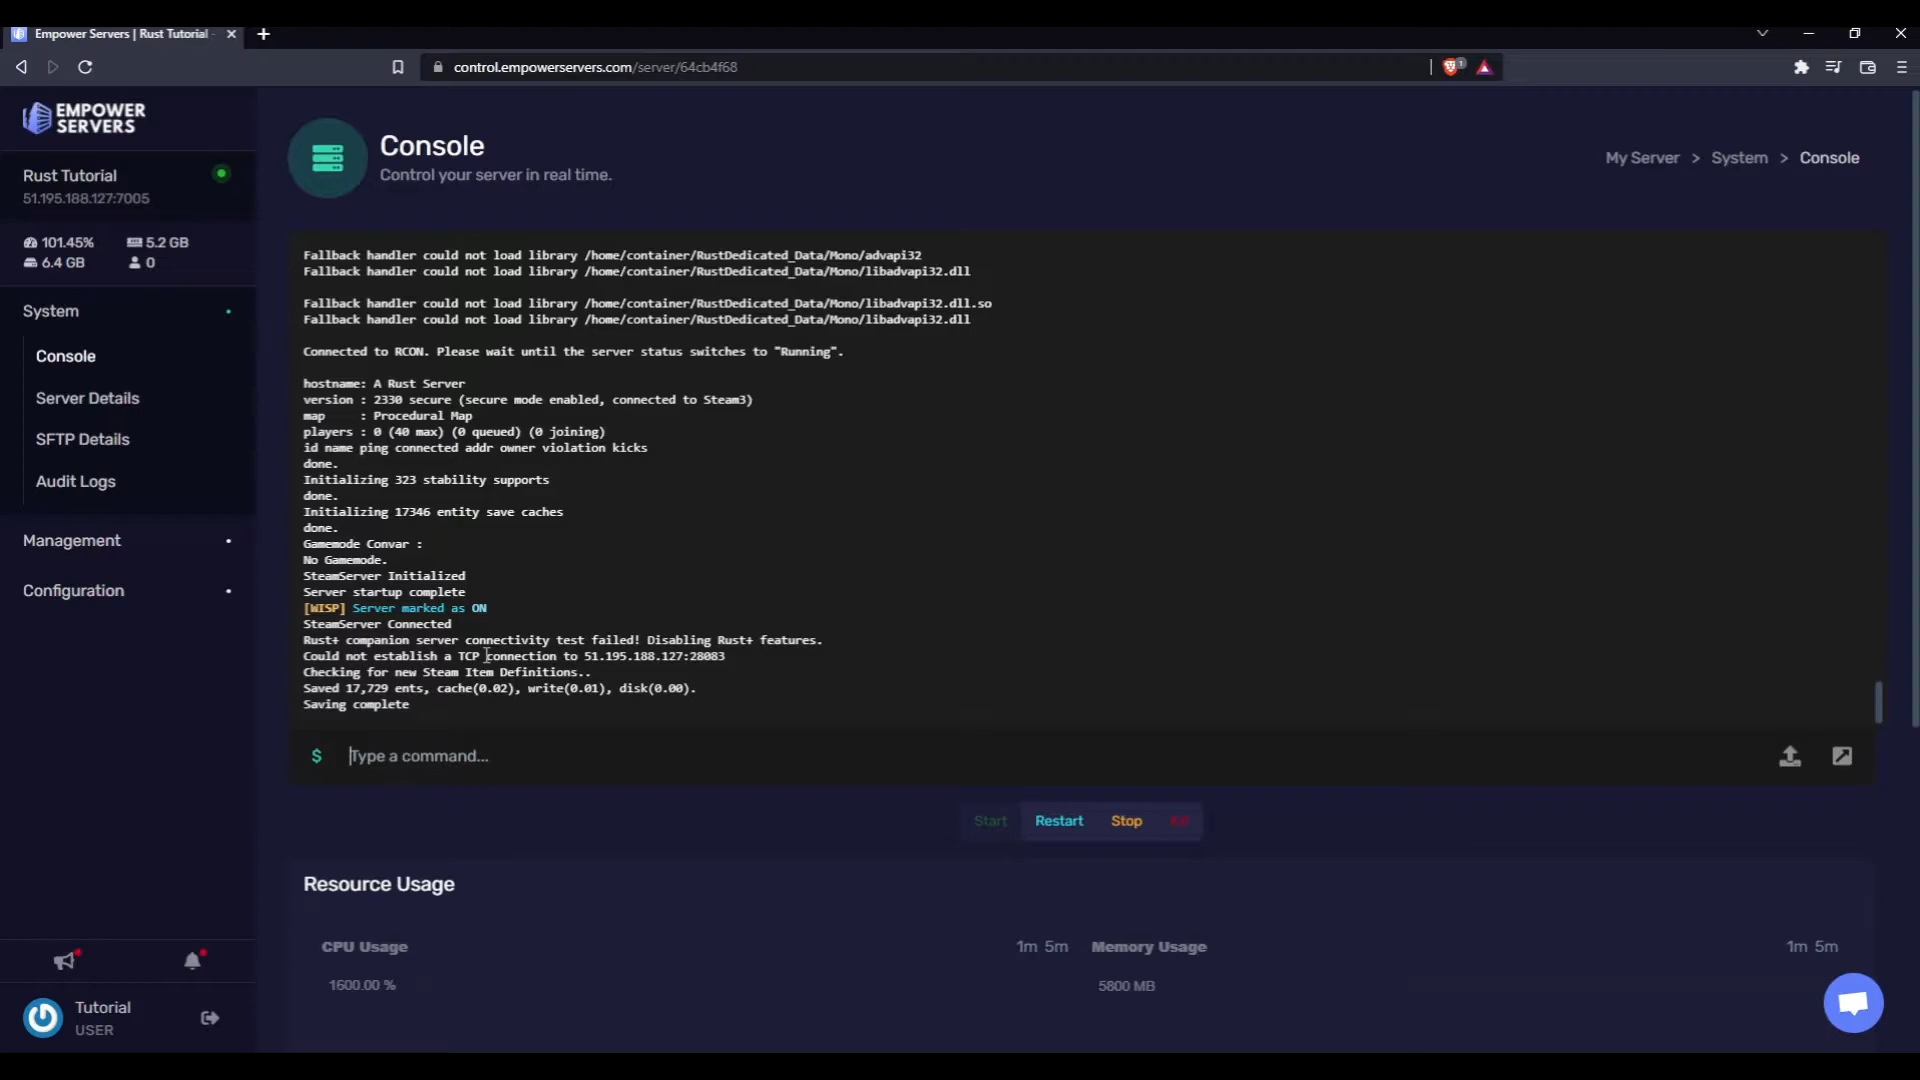 Empower Servers | Rust Tutorial
control.empowerservers.com/server/64cb4f68
1
EMPOWER
SERVERS
Rust Tutorial
51.195.188.127:7005
101.45%
5.2 GB
6.4 GB
0
System
Console
Server Details
SFTP Details
Audit Logs
Management
Configuration
Tutorial
USER
Console
Control your server in real time.
My Server > System > Console
Fallback handler could not load library /home/container/RustDedicated_Data/Mono/advapi32
Fallback handler could not load library /home/container/RustDedicated_Data/Mono/libadvapi32.dll
Fallback handler could not load library /home/container/RustDedicated_Data/Mono/libadvapi32.dll.so
Fallback handler could not load library /home/container/RustDedicated_Data/Mono/libadvapi32.dll
Connected to RCON. Please wait until the server status switches to "Running".
hostname: A Rust Server
version : 2330 secure (secure mode enabled, connected to Steam3)
map : Procedural Map
players : 0 (40 max) (0 queued) (0 joining)
id name ping connected addr owner violation kicks
done.
Initializing 323 stability supports
done.
Initializing 17346 entity save caches
done.
Gamemode Convar :
No Gamemode.
SteamServer Initialized
Server startup complete
[WISP] Server marked as ON
SteamServer Connected
Rust+ companion server connectivity test failed! Disabling Rust+ features.
Could not establish a TCP connection to 51.195.188.127:28083
Checking for new Steam Item Definitions..
Saved 17,729 ents, cache(0.02), write(0.01), disk(0.00).
Saving complete
$ Type a command...
Start Restart Stop Kill
Resource Usage
CPU Usage 1m 5m
1600.00 %
Memory Usage 1m 5m
5800 MB